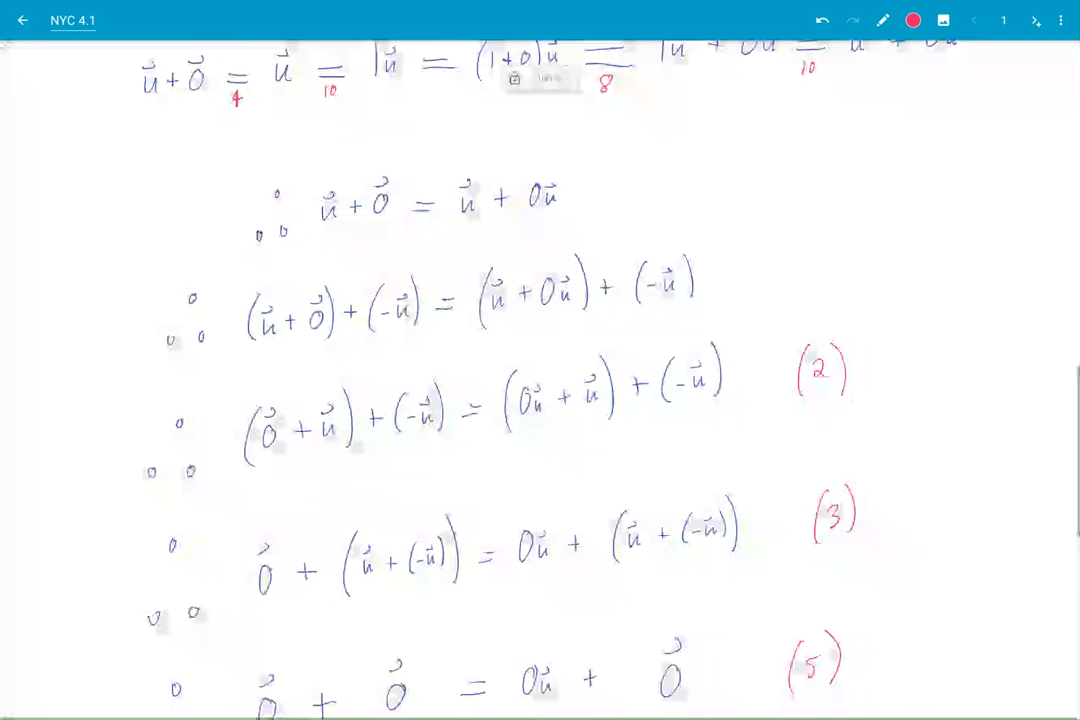 NYC 4.1
1
u⃗ + 0⃗ =₄ u⃗ =₁₀ 1u⃗ = (1+0)u⃗ =₈ 1u⃗ + 0u⃗ =₁₀ u⃗ + 0u⃗
∴ u⃗ + 0⃗ = u⃗ + 0u⃗
∴ (u⃗ + 0⃗) + (-u⃗) = (u⃗ + 0u⃗) + (-u⃗)
∴ (0⃗ + u⃗) + (-u⃗) = (0u⃗ + u⃗) + (-u⃗) (2)
∴ 0⃗ + (u⃗ + (-u⃗)) = 0u⃗ + (u⃗ + (-u⃗)) (3)
0⃗ + 0⃗ = 0u⃗ + 0⃗ (5)